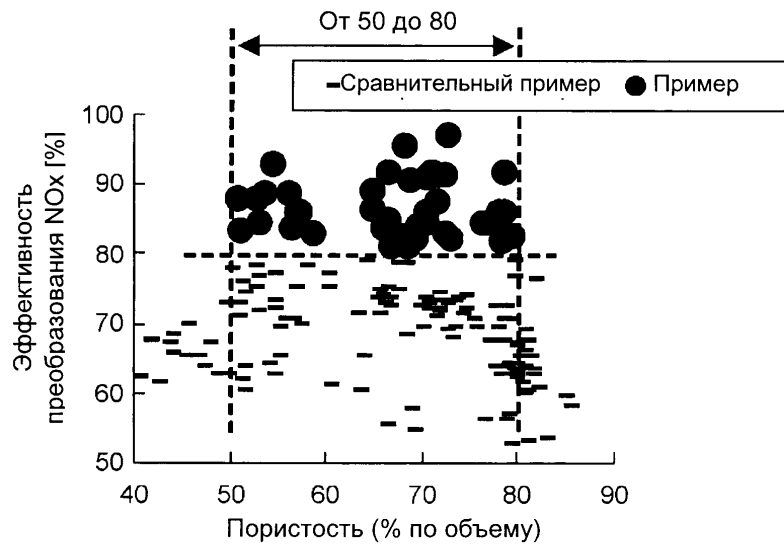 От 50 до 80
Сравнительный пример
Пример
Эффективность
преобразования NOx [%]
100
90
80
70
60
50
40 50 60 70 80 90
Пористость (% по объему)